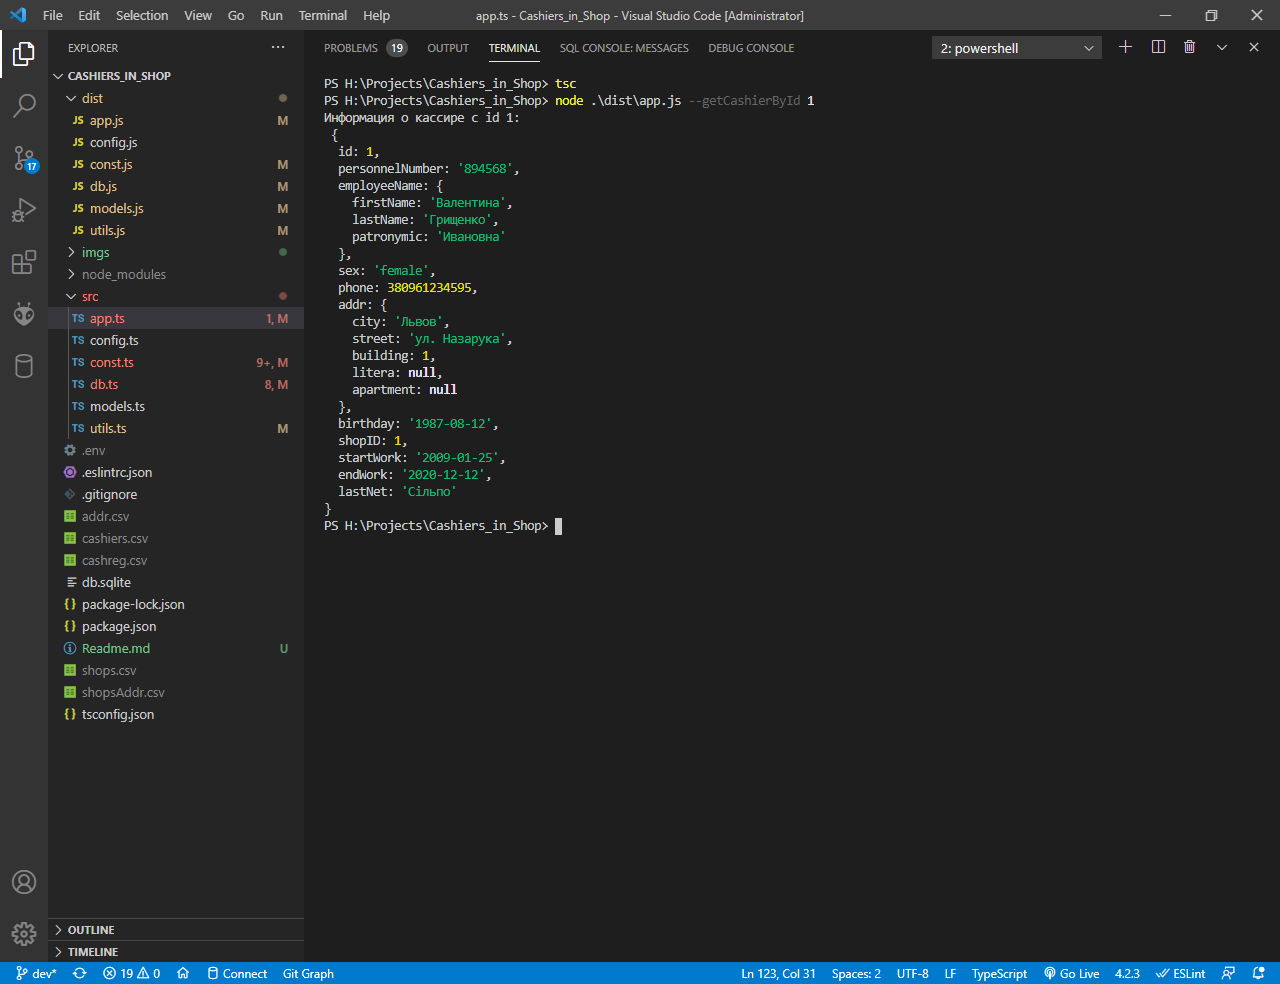 File Edit Selection View Go Run Terminal Help app.ts - Cashiers_in_Shop - Visual Studio Code [Administrator]
EXPLORER ...
CASHIERS_IN_SHOP
dist
JS app.js M
config.js
JS const.js M
JS db.js M
JS models.js M
JS utils.js M
imgs
node_modules
src
TS app.ts 1, M
TS config.ts
TS const.ts 9+, M
TS db.ts 8, M
TS models.ts
TS utils.ts M
.env
.eslintrc.json
.gitignore
addr.csv
cashiers.csv
cashreg.csv
db.sqlite
{} package-lock.json
{} package.json
Readme.md U
shops.csv
shopsAddr.csv
{} tsconfig.json
OUTLINE
TIMELINE
17
PROBLEMS 19 OUTPUT TERMINAL SQL CONSOLE: MESSAGES DEBUG CONSOLE 2: powershell
PS H:\Projects\Cashiers_in_Shop> tsc
PS H:\Projects\Cashiers_in_Shop> node .\dist\app.js --getCashierById 1
Информация о кассире с id 1:
{
id: 1,
personnelNumber: '894568',
employeeName: {
firstName: 'Валентина',
lastName: 'Грищенко',
patronymic: 'Ивановна'
},
sex: 'female',
phone: 380961234595,
addr: {
city: 'Львов',
street: 'ул. Назарука',
building: 1,
litera: null,
apartment: null
},
birthday: '1987-08-12',
shopID: 1,
startWork: '2009-01-25',
endWork: '2020-12-12',
lastNet: 'Сільпо'
}
PS H:\Projects\Cashiers_in_Shop>
dev* 19 0 Connect Git Graph Ln 123, Col 31 Spaces: 2 UTF-8 LF TypeScript Go Live 4.2.3 ESLint